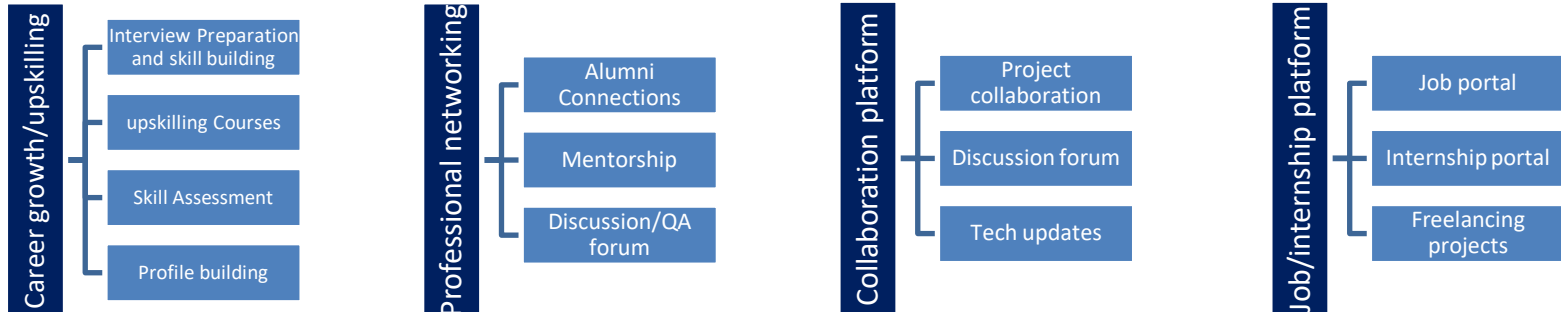 Career growth/upskilling
Interview Preparation
and skill building
upskilling Courses
Skill Assessment
Profile building
Professional networking
Alumni
Connections
Mentorship
Discussion/QA
forum
Collaboration platform
Project
collaboration
Discussion forum
Tech updates
Job/internship platform
Job portal
Internship portal
Freelancing
projects